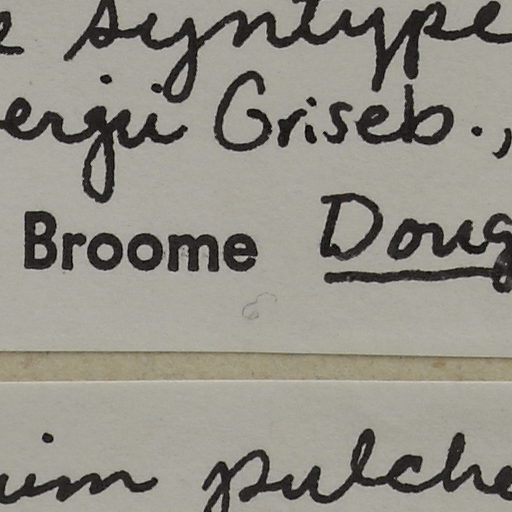 e syntype
ergii Griseb.,
Broome Doug
ium pulche